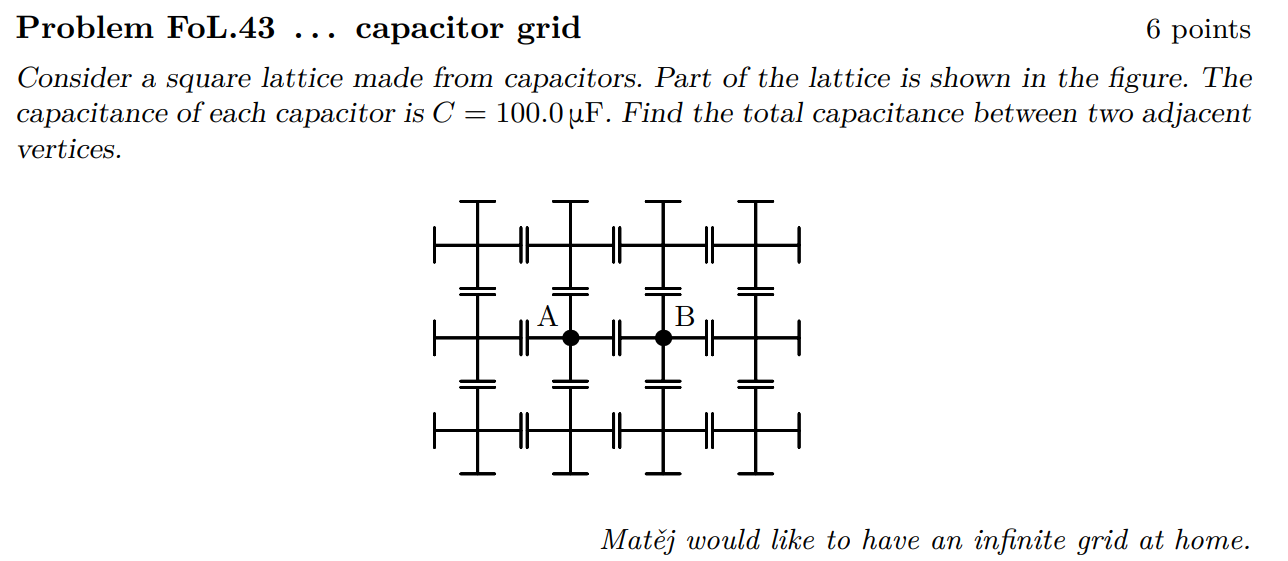 Problem FoL.43 ... capacitor grid 6 points
Consider a square lattice made from capacitors. Part of the lattice is shown in the figure. The
capacitance of each capacitor is C = 100.0 μF. Find the total capacitance between two adjacent
vertices.
A B
Matěj would like to have an infinite grid at home.